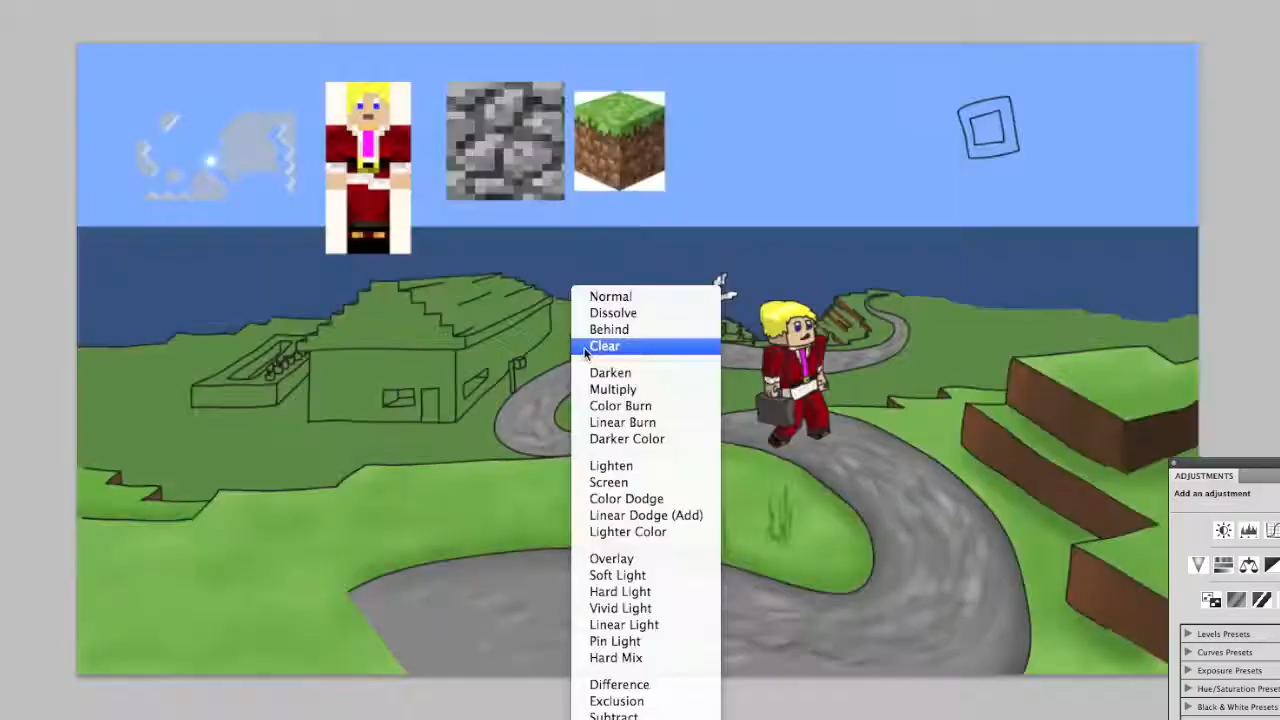 Normal
Dissolve
Behind
Clear
Darken
Multiply
Color Burn
Linear Burn
Darker Color
Lighten
Screen
Color Dodge
Linear Dodge (Add)
Lighter Color
Overlay
Soft Light
Hard Light
Vivid Light
Linear Light
Pin Light
Hard Mix
Difference
Exclusion
Subtract
ADJUSTMENTS
Add an adjustment
Levels Presets
Curves Presets
Exposure Presets
Hue/Saturation Preset
Black & White Presets